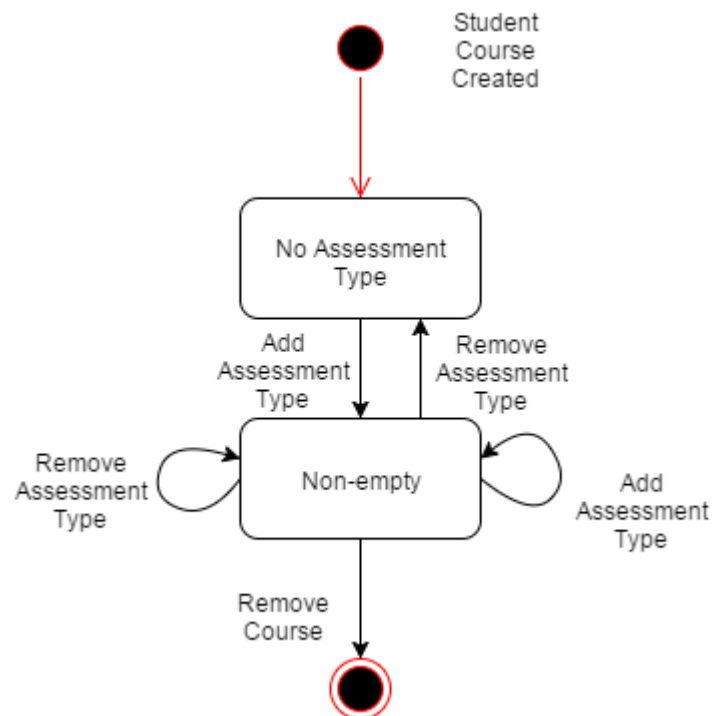 Student
Course
Created
No Assessment
Type
Add
Assessment
Type
Remove
Assessment
Type
Remove
Assessment
Type
Non-empty
Add
Assessment
Type
Remove
Course